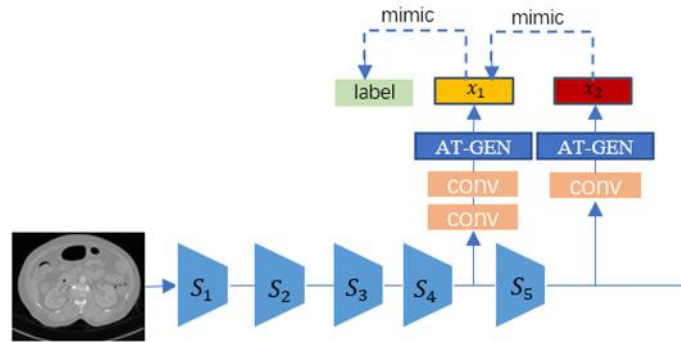 mimic mimic
label x₁ x₂
AT-GEN AT-GEN
conv conv
conv
S₁ S₂ S₃ S₄ S₅